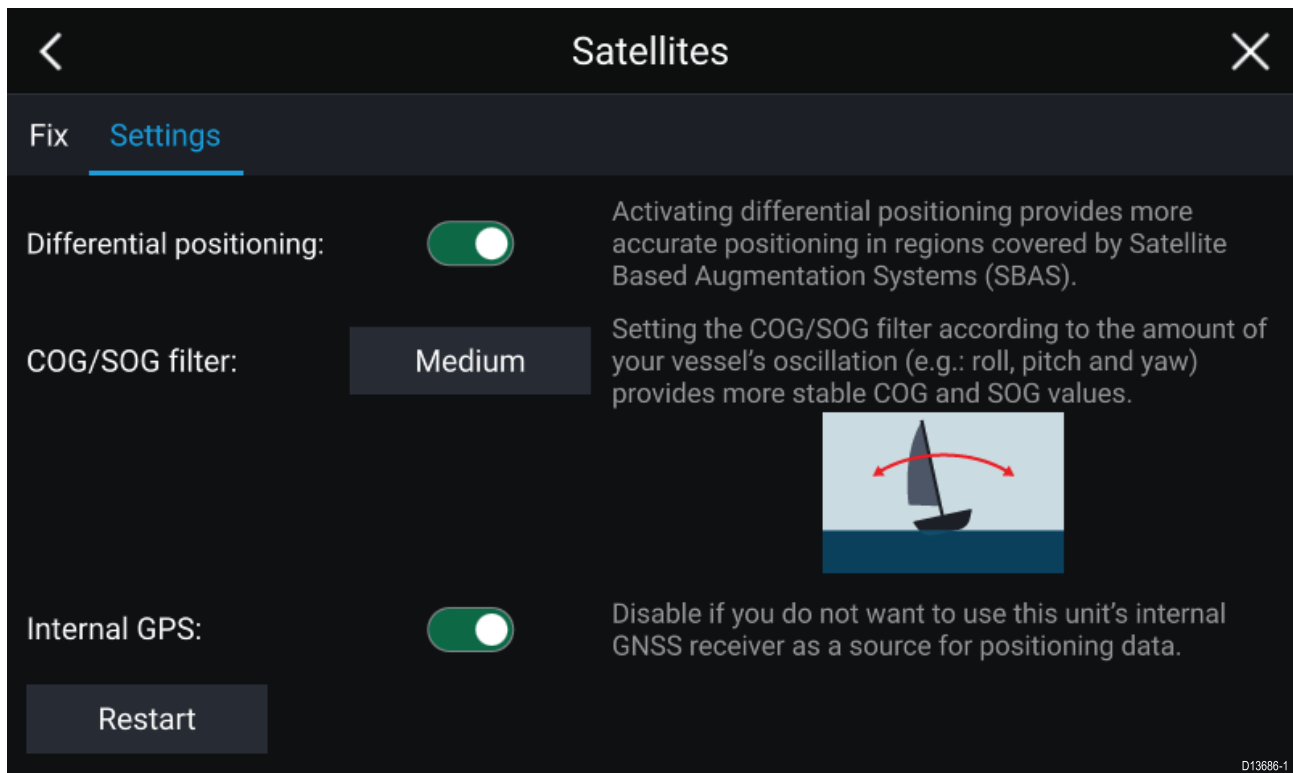 Satellites
Fix
Settings
Differential positioning:
Activating differential positioning provides more
accurate positioning in regions covered by Satellite
Based Augmentation Systems (SBAS).
COG/SOG filter:
Medium
Setting the COG/SOG filter according to the amount of
your vessel's oscillation (e.g.: roll, pitch and yaw)
provides more stable COG and SOG values.
Internal GPS:
Disable if you do not want to use this unit's internal
GNSS receiver as a source for positioning data.
Restart
D13686-1